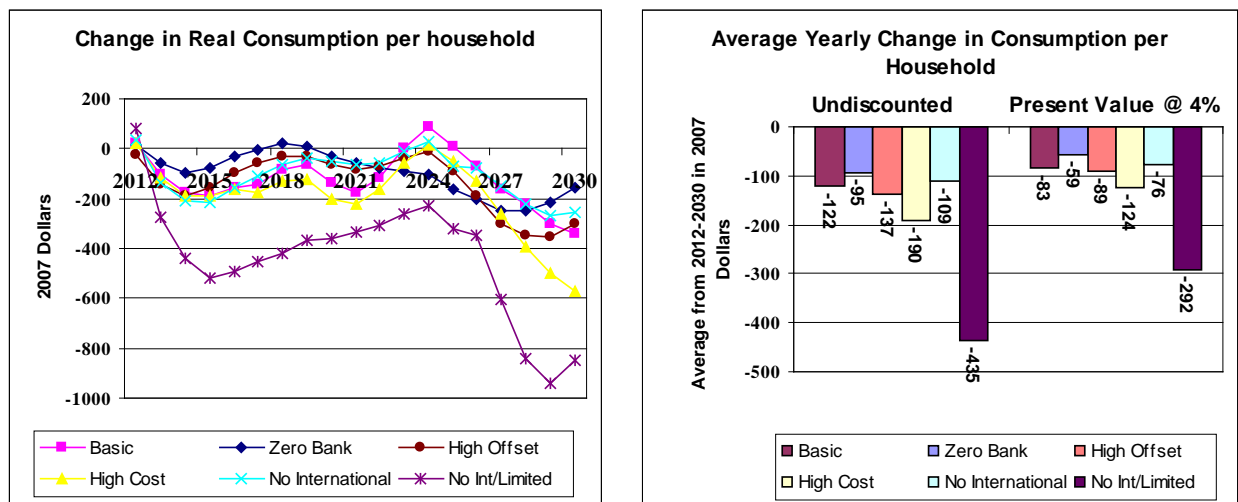 Change in Real Consumption per household
2007 Dollars
200
0
-200
-400
-600
-800
-1000
2012 2015 2018 2021 2024 2027 2030
Basic Zero Bank High Offset
High Cost No International No Int/Limited
Average Yearly Change in Consumption per
Household
Undiscounted Present Value @ 4%
Average from 2012-2030 in 2007
Dollars
0
-100
-200
-300
-400
-500
-122
-95
-137
-190
-109
-435
-83
-59
-89
-124
-76
-292
Basic Zero Bank High Offset
High Cost No International No Int/Limited